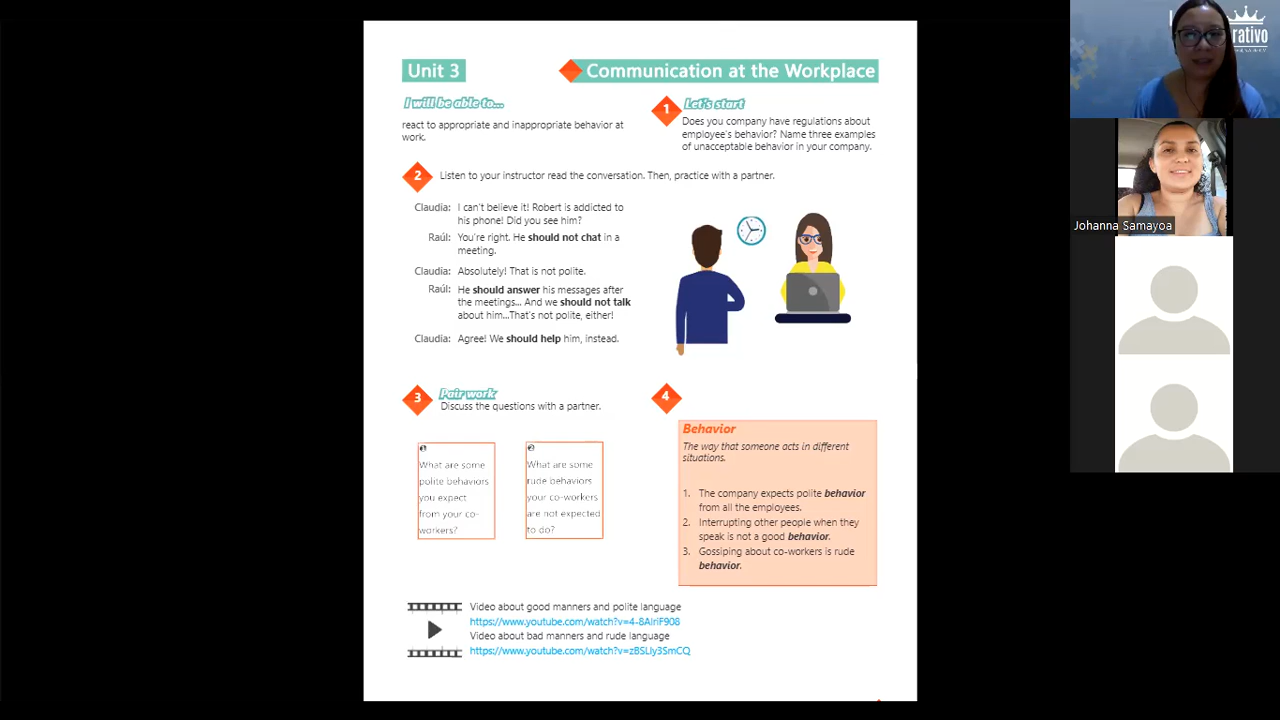 Unit 3
Communication at the Workplace
I will be able to...
react to appropriate and inappropriate behavior at
work.
1
Let's start
Does you company have regulations about
employee's behavior? Name three examples
of unacceptable behavior in your company.
2
Listen to your instructor read the conversation. Then, practice with a partner.
Claudia: I can't believe it! Robert is addicted to
his phone! Did you see him?
Raúl: You're right. He should not chat in a
meeting.
Claudia: Absolutely! That is not polite.
Raúl: He should answer his messages after
the meetings... And we should not talk
about him...That's not polite, either!
Claudia: Agree! We should help him, instead.
3
Pair work
Discuss the questions with a partner.
1
What are some
polite behaviors
you expect
from your co-
workers?
2
What are some
rude behaviors
your co-workers
are not expected
to do?
4
Behavior
The way that someone acts in different
situations.
1. The company expects polite behavior
from all the employees.
2. Interrupting other people when they
speak is not a good behavior.
3. Gossiping about co-workers is rude
behavior.
Video about good manners and polite language
https://www.youtube.com/watch?v=4-8AIriF908
Video about bad manners and rude language
https://www.youtube.com/watch?v=zBSLIy3SmCQ
Johanna Samayoa